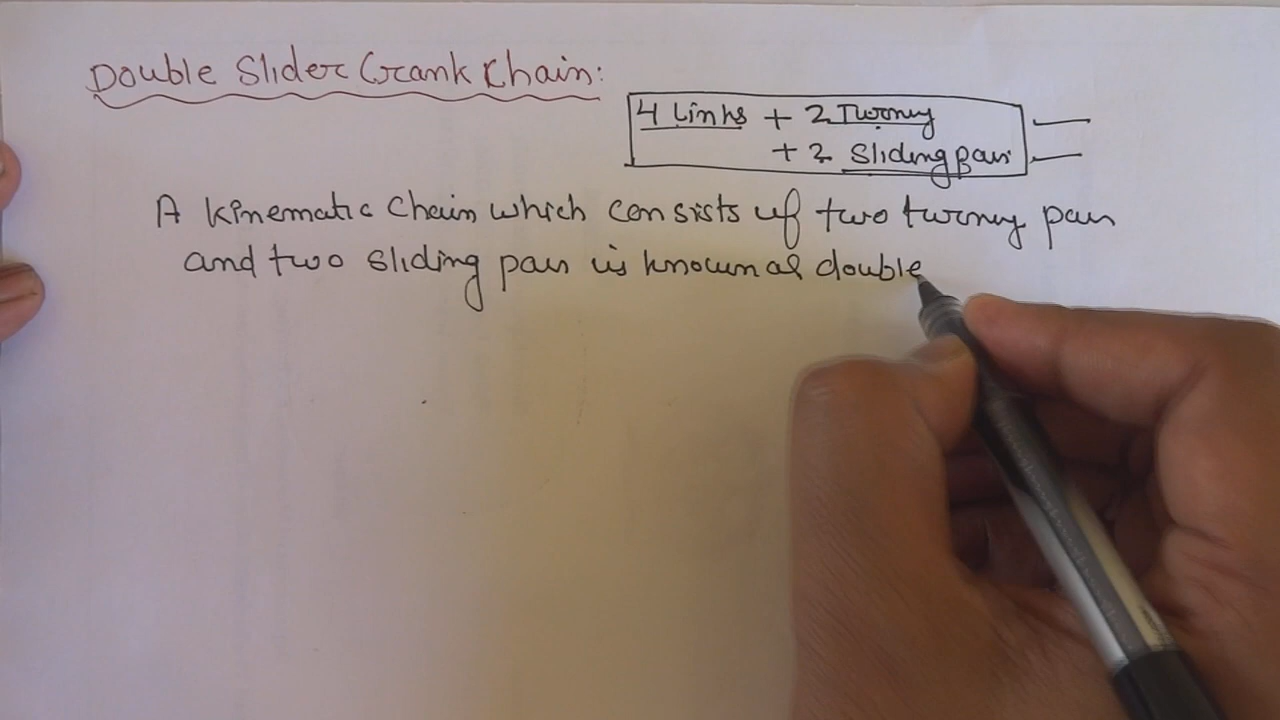 Double Slider Crank Chain:
4 Links + 2 Turning
+ 2 Sliding pair
A Kinematic Chain which consists of two turning pair
and two sliding pair is known as double